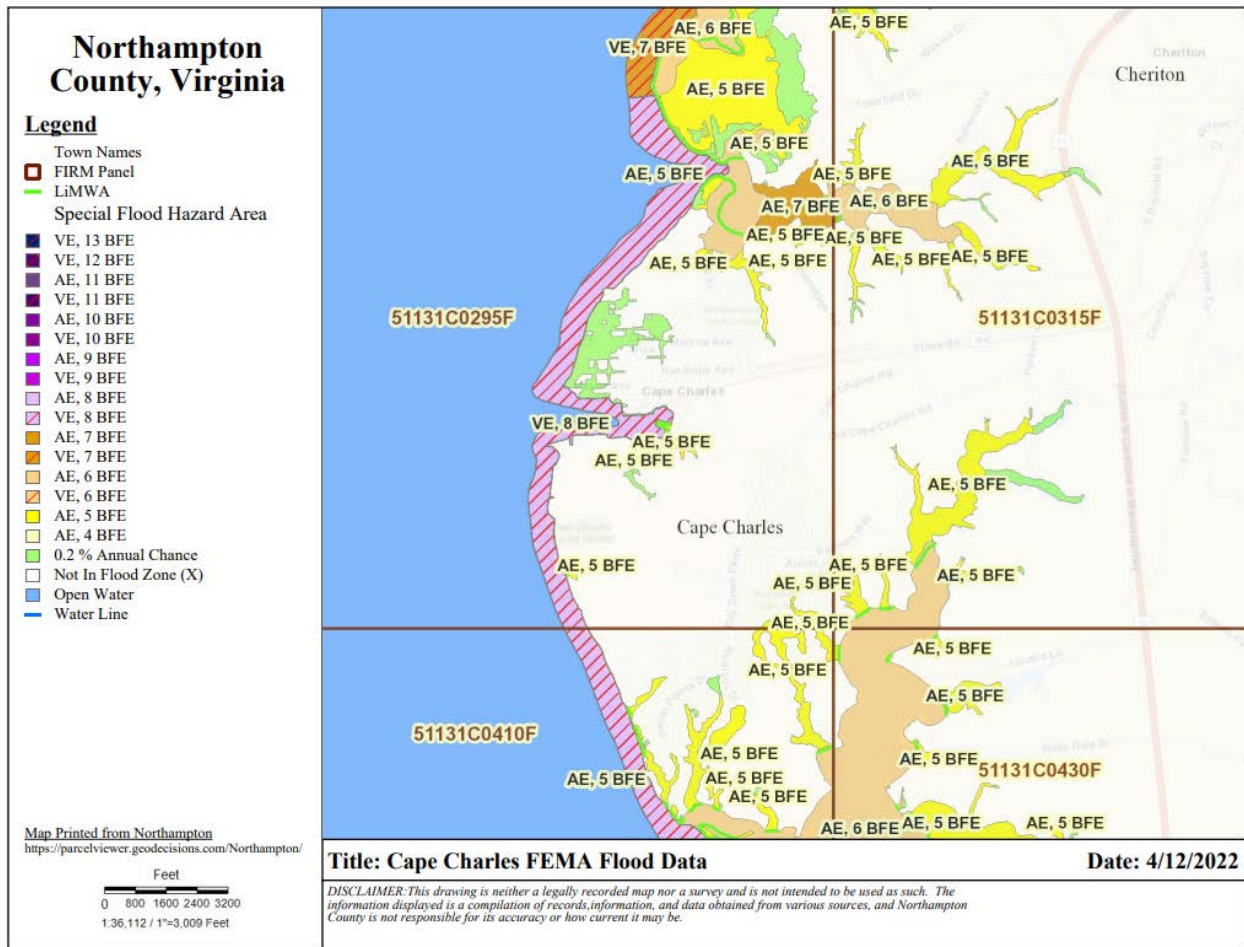 Northampton
County, Virginia
Legend
Town Names
FIRM Panel
LiMWA
Special Flood Hazard Area
VE, 13 BFE
VE, 12 BFE
AE, 11 BFE
VE, 11 BFE
AE, 10 BFE
VE, 10 BFE
AE, 9 BFE
VE, 9 BFE
AE, 8 BFE
VE, 8 BFE
AE, 7 BFE
VE, 7 BFE
AE, 6 BFE
VE, 6 BFE
AE, 5 BFE
AE, 4 BFE
0.2 % Annual Chance
Not In Flood Zone (X)
Open Water
Water Line
Map Printed from Northampton
https://parcelviewer.geodecisions.com/Northampton/
Feet
0 800 1600 2400 3200
1:36,112 / 1"=3,009 Feet
AE, 6 BFE
AE, 5 BFE
VE, 7 BFE
Cheriton
Cheriton
AE, 5 BFE
Townfield Dr
AE, 5 BFE
AE, 5 BFE
AE, 5 BFE
AE, 5 BFE
AE, 7 BFE
AE, 6 BFE
AE, 5 BFE
AE, 5 BFE
AE, 5 BFE
AE, 5 BFE
AE, 5 BFE
AE, 5 BFE
51131C0295F
51131C0315F
Stone Rd
Randolph Ave
Cape Charles
Old Cape Charles Rd
VE, 8 BFE
AE, 5 BFE
AE, 5 BFE
AE, 5 BFE
Cape Charles
AE, 5 BFE
AE, 5 BFE
AE, 5 BFE
AE, 5 BFE
AE, 5 BFE
AE, 5 BFE
AE, 5 BFE
AE, 5 BFE
51131C0410F
AE, 5 BFE
AE, 5 BFE
51131C0430F
AE, 5 BFE
AE, 5 BFE
AE, 5 BFE
AE, 6 BFE
AE, 5 BFE
AE, 5 BFE
Title: Cape Charles FEMA Flood Data
Date: 4/12/2022
DISCLAIMER:This drawing is neither a legally recorded map nor a survey and is not intended to be used as such. The
information displayed is a compilation of records,information, and data obtained from various sources, and Northampton
County is not responsible for its accuracy or how current it may be.